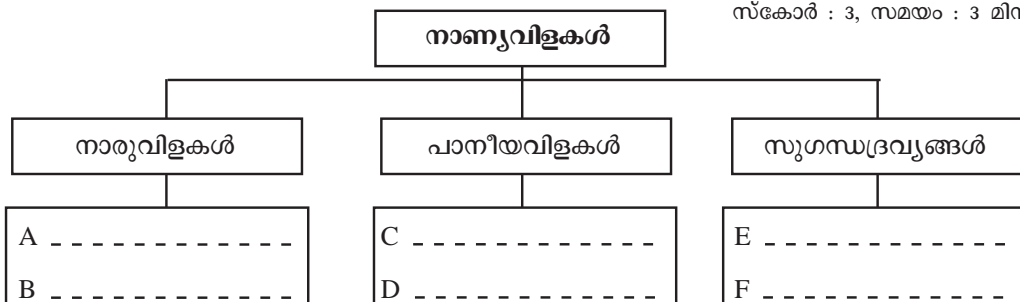 സ്കോർ : 3, സമയം : 3
നാണ്യവിളകൾ
നാരുവിളകൾ പാനീയവിളകൾ സുഗന്ധദ്രവ്യങ്ങൾ
A _ _ _ _ _ _ _ _ _ _ _ _ C _ _ _ _ _ _ _ _ _ _ _ _ E _ _ _ _ _ _ _ _ _ _ _ _
B _ _ _ _ _ _ _ _ _ _ _ _ D _ _ _ _ _ _ _ _ _ _ _ _ F _ _ _ _ _ _ _ _ _ _ _ _